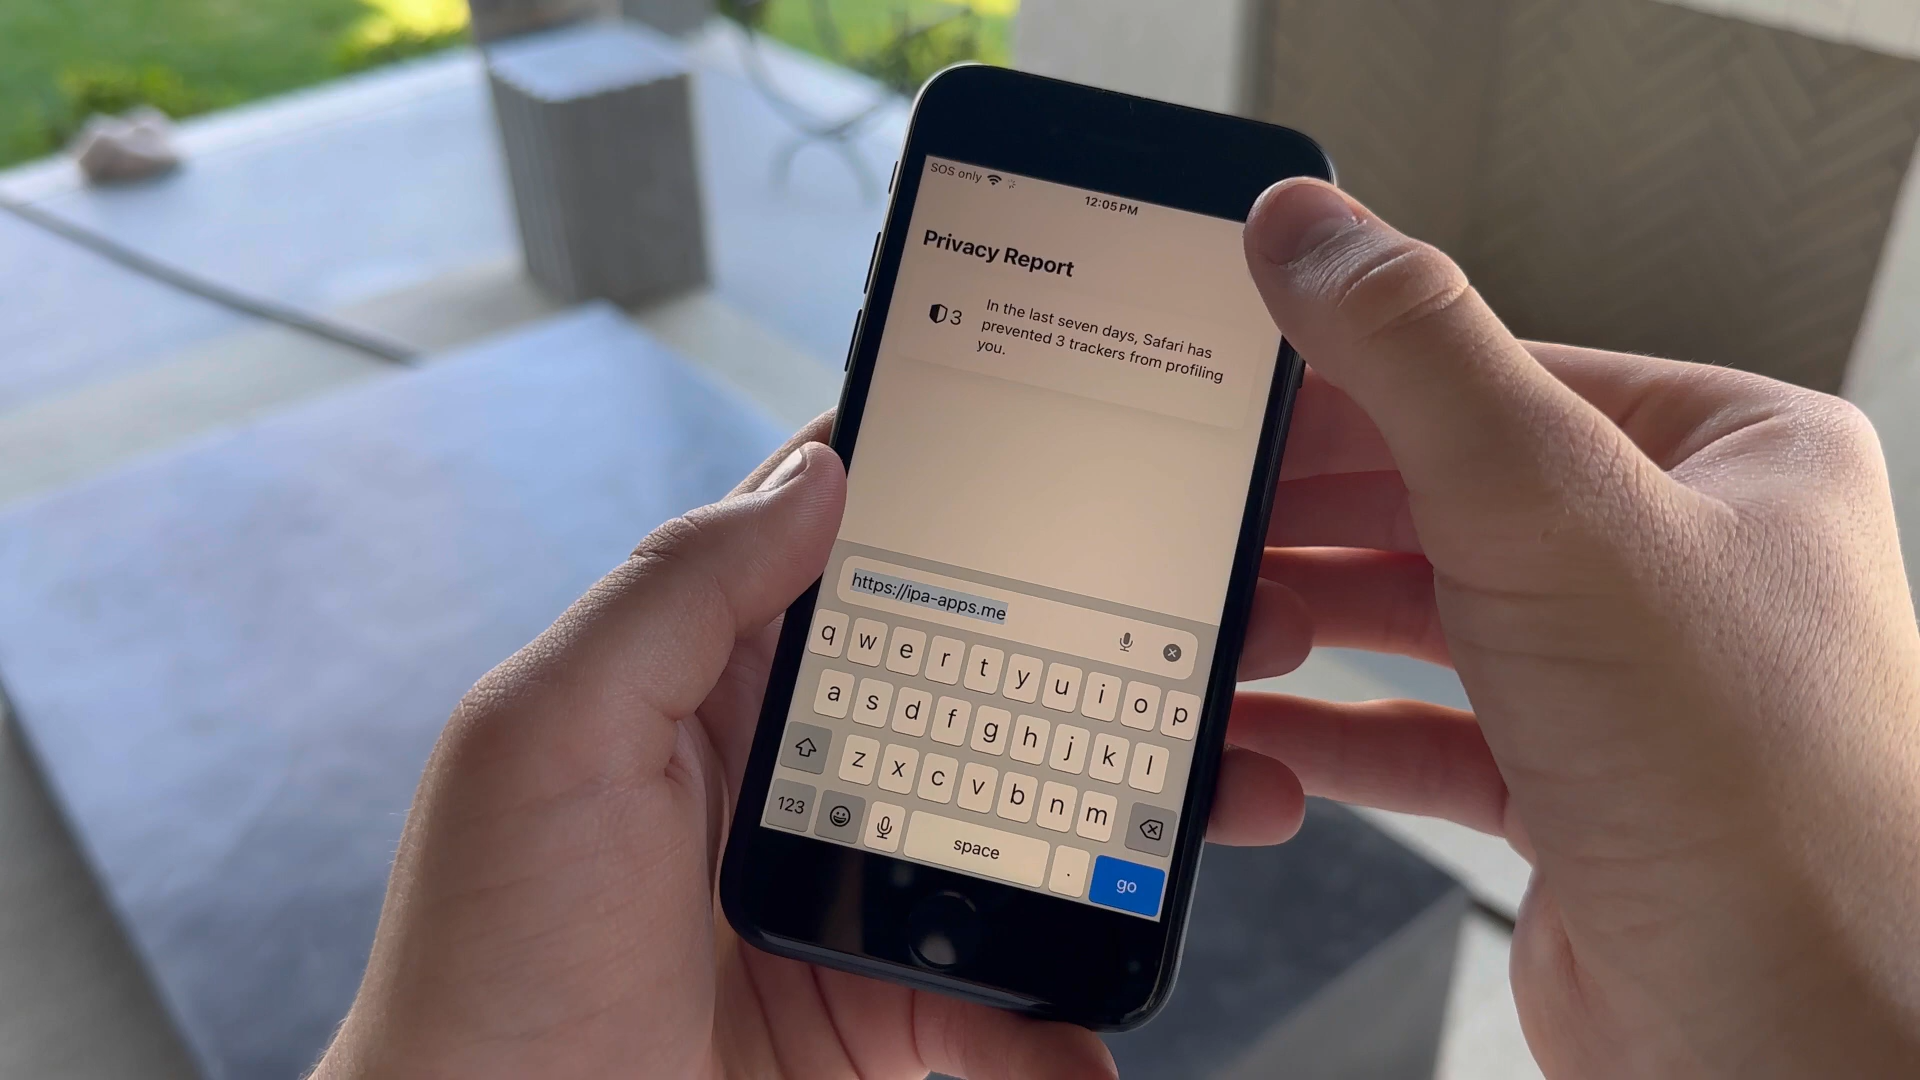 SOS only
12:05 PM
Privacy Report
3
In the last seven days, Safari has
prevented 3 trackers from profiling
you.
https://ipa-apps.me
q w e r t y u i o p
a s d f g h j k l
z x c v b n m
123
space
.
go